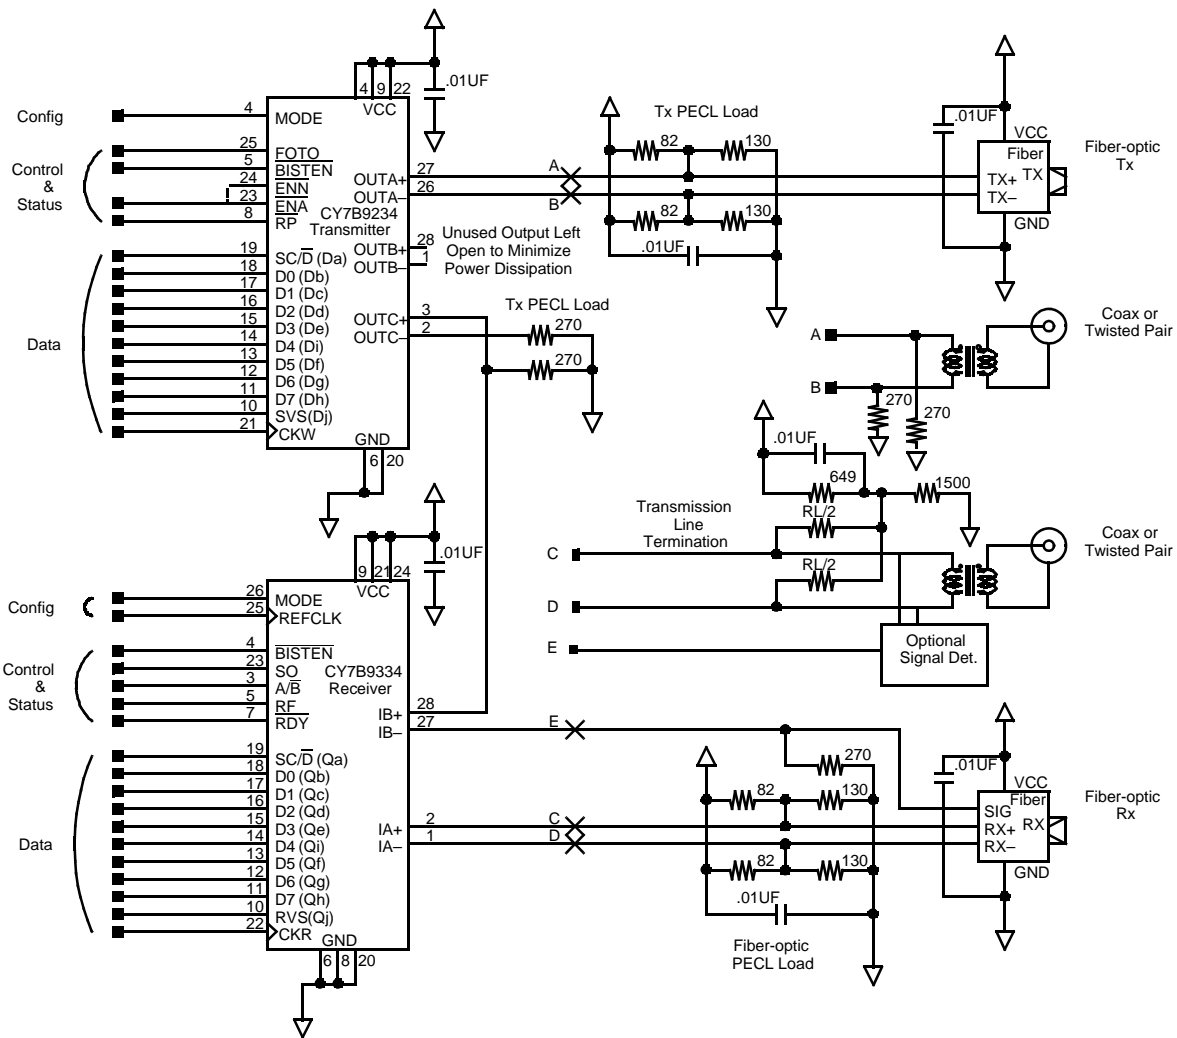 .01UF
4 9 22
VCC
Config
4
MODE
Control
&
Status
25
FOTO
5
BISTEN
24
ENN
23
ENA
8
RP
OUTA+
27
OUTA–
26
CY7B9234
Transmitter
OUTB+
28
OUTB–
1
Unused Output Left
Open to Minimize
Power Dissipation
Data
19
SC/D (Da)
18
D0 (Db)
17
D1 (Dc)
16
D2 (Dd)
15
D3 (De)
14
D4 (Di)
13
D5 (Df)
12
D6 (Dg)
11
D7 (Dh)
10
SVS(Dj)
21
CKW
OUTC+
3
OUTC–
2
GND
6 20
Tx PECL Load
270
270
Tx PECL Load
82 130
A
B
82 130
.01UF
.01UF
VCC
Fiber
TX
TX+
TX–
GND
Fiber-optic
Tx
A
B
270
270
Coax or
Twisted Pair
.01UF
649
1500
RL/2
RL/2
Transmission
Line
Termination
C
D
E
Optional
Signal Det.
Coax or
Twisted Pair
.01UF
9 21 24
VCC
Config
26
MODE
25
REFCLK
Control
&
Status
4
BISTEN
23
SO
3
A/B
5
RF
7
RDY
CY7B9334
Receiver
IB+
28
IB–
27
Data
19
SC/D (Qa)
18
D0 (Qb)
17
D1 (Qc)
16
D2 (Qd)
15
D3 (Qe)
14
D4 (Qi)
13
D5 (Qf)
12
D6 (Qg)
11
D7 (Qh)
10
RVS(Qj)
22
CKR
IA+
2
IA–
1
GND
6 8 20
E
C
D
270
82 130
82 130
.01UF
Fiber-optic
PECL Load
.01UF
VCC
Fiber
SIG
RX
RX+
RX–
GND
Fiber-optic
Rx